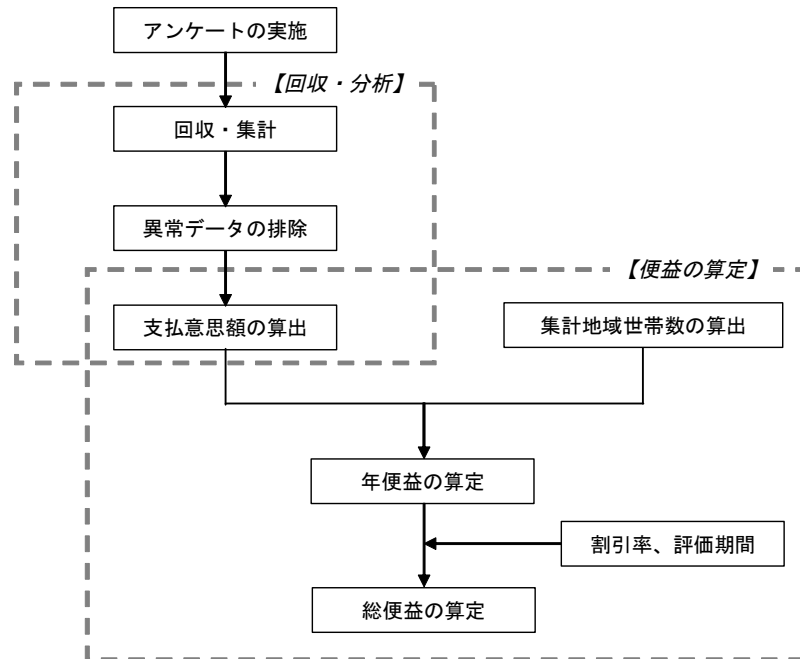 アンケートの実施
【回収・分析】
回収・集計
異常データの排除
【便益の算定】
支払意思額の算出
集計地域世帯数の算出
年便益の算定
割引率、評価期間
総便益の算定